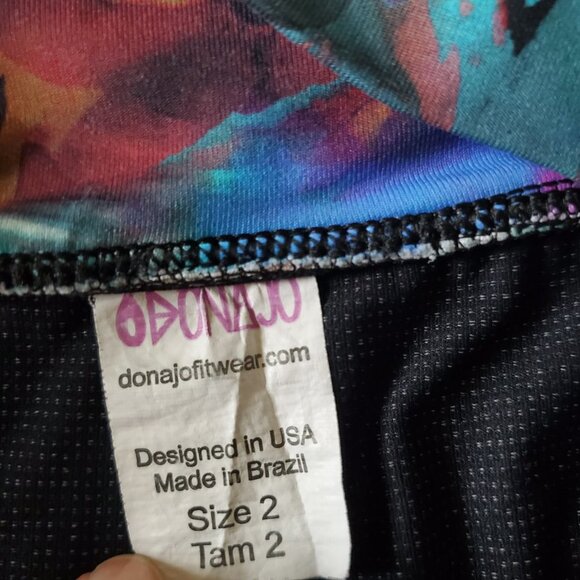 DONAJO
donajofitwear.com
Designed in USA
Made in Brazil
Size 2
Tam 2